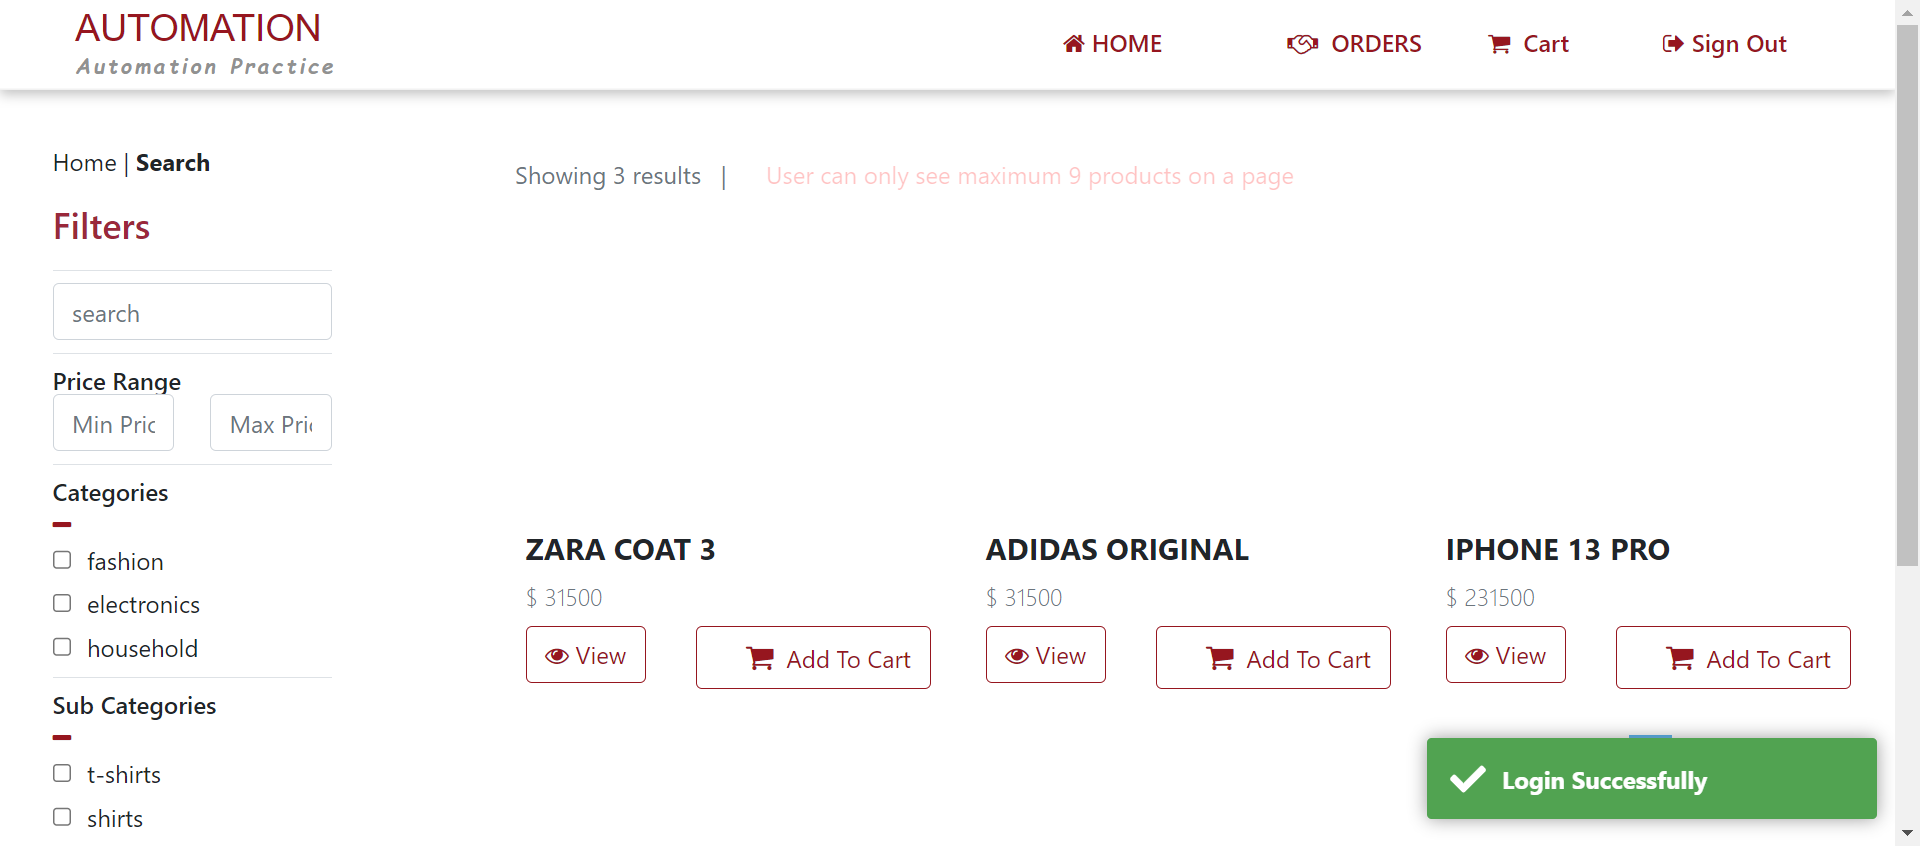 AUTOMATION
Automation Practice
HOME
ORDERS
Cart
Sign Out
Home | Search
Showing 3 results |
User can only see maximum 9 products on a page
Filters
search
Price Range
Min Pric
Max Pri
Categories
fashion
electronics
household
Sub Categories
t-shirts
shirts
ZARA COAT 3
$ 31500
View
Add To Cart
ADIDAS ORIGINAL
$ 31500
View
Add To Cart
IPHONE 13 PRO
$ 231500
View
Add To Cart
Login Successfully